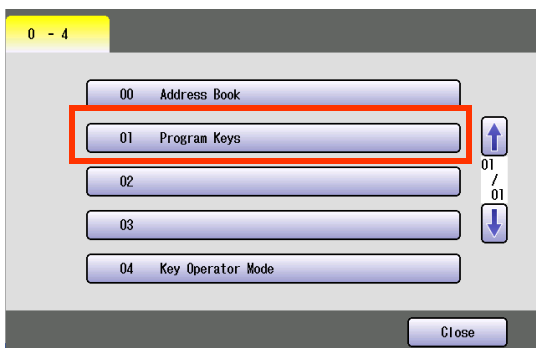 0 - 4
00 Address Book
01 Program Keys
02
03
04 Key Operator Mode
01
/
01
Close